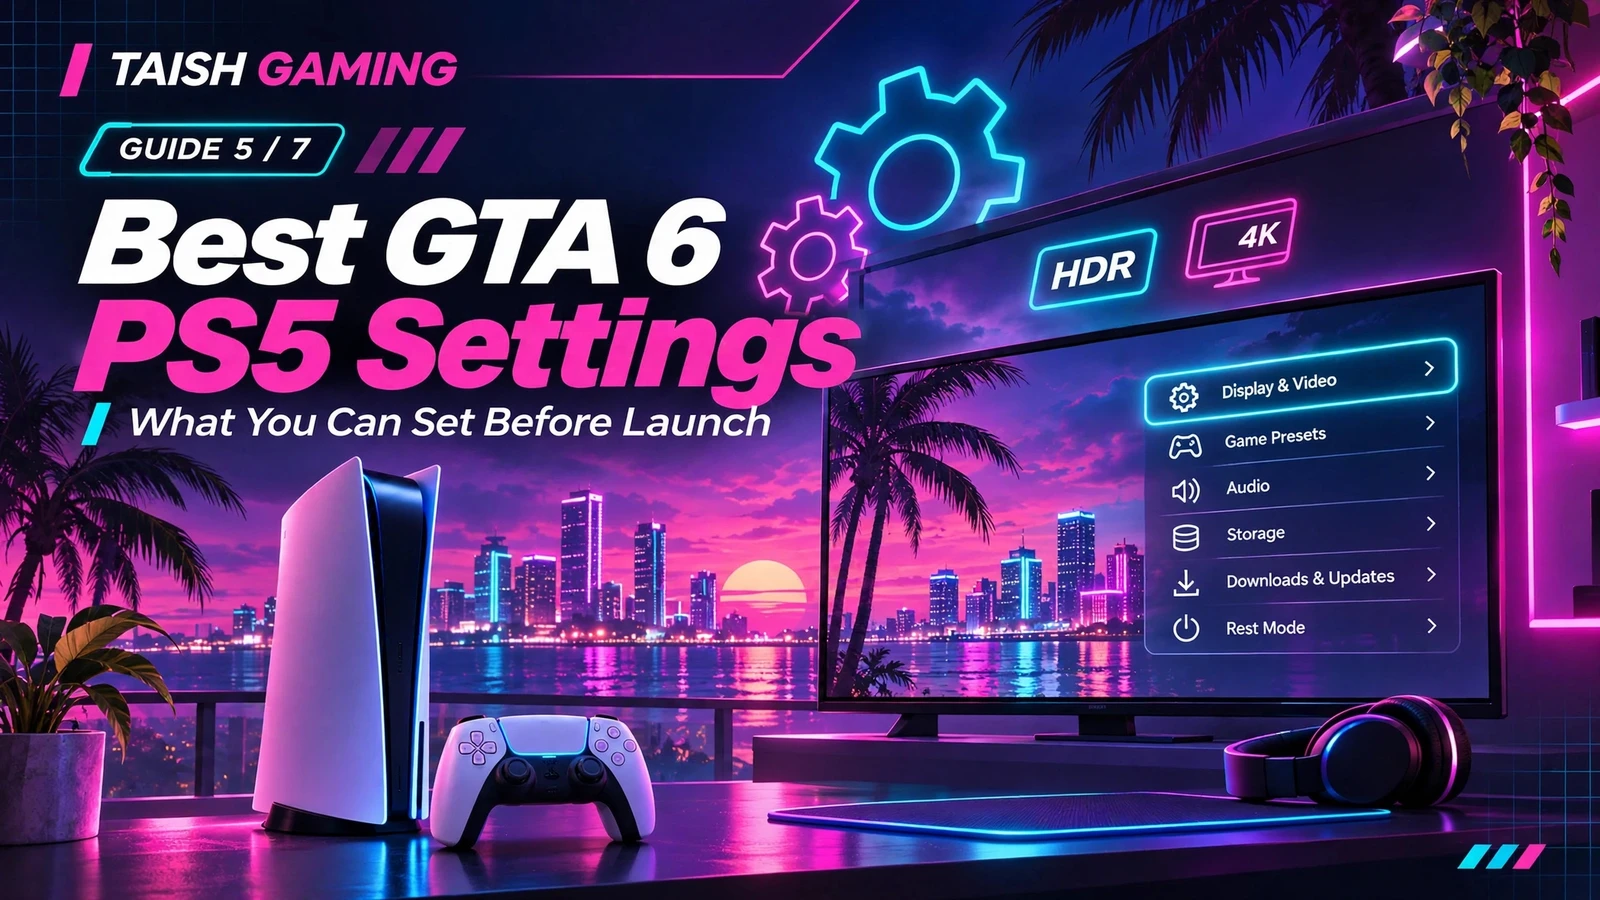 TAISH GAMING
GUIDE 5 / 7
Best GTA 6
PS5 Settings
What You Can Set Before Launch
HDR
4K
Display & Video
Game Presets
Audio
Storage
Downloads & Updates
Rest Mode